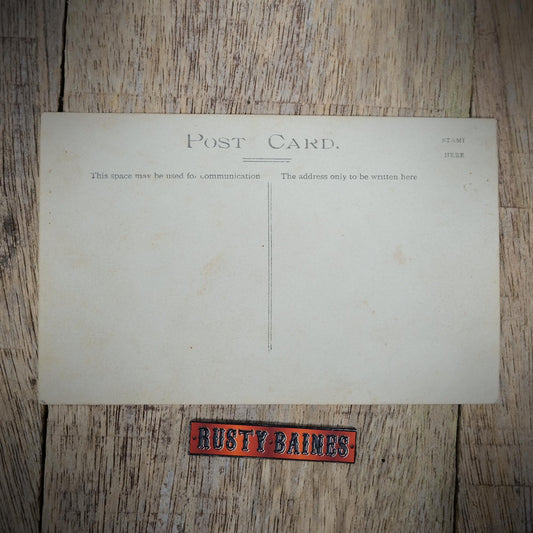 POST CARD.
STAMP
HERE
This space may be used for communication
The address only to be written here
RUSTY BAINES